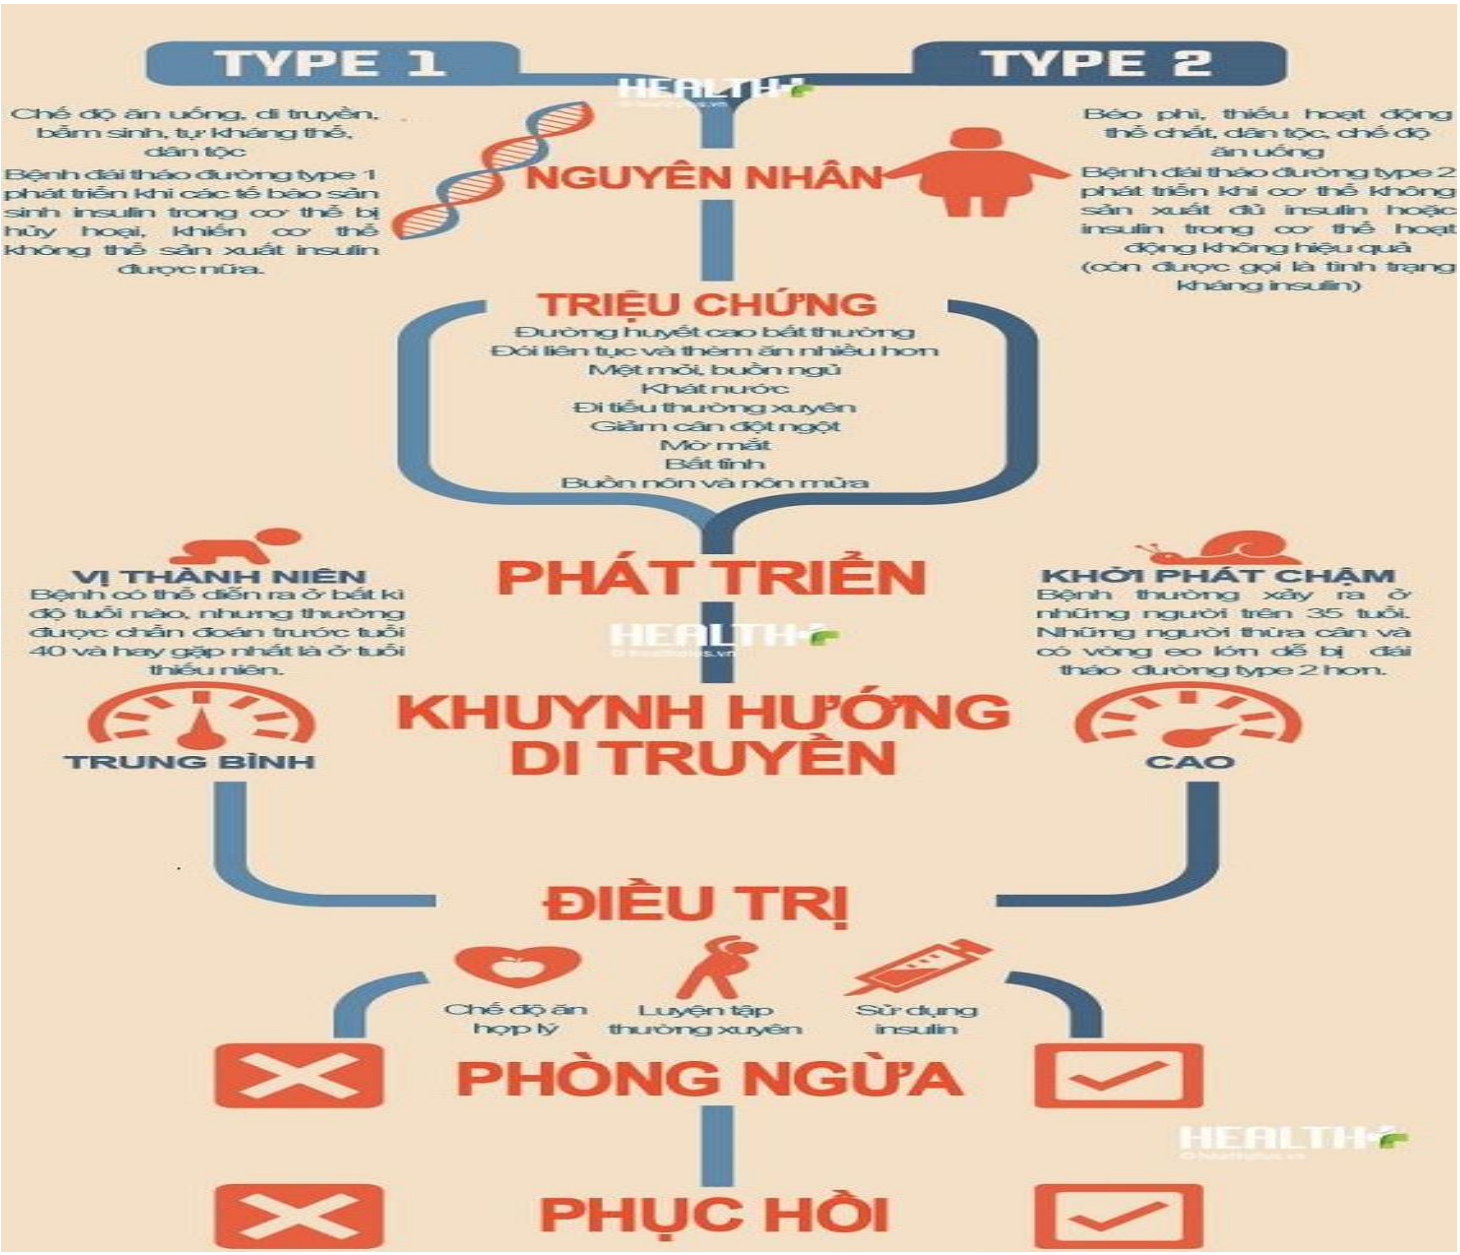 TYPE 1
TYPE 2
HEALTH+
© healthplus.vn
Chế độ ăn uống, di truyền,
bẩm sinh, tự kháng thể,
dân tộc
Bệnh đái tháo đường type 1
phát triển khi các tế bào sản
sinh insulin trong cơ thể bị
hủy hoại, khiến cơ thể
không thể sản xuất insulin
được nữa.
NGUYÊN NHÂN
Béo phì, thiếu hoạt động
thể chất, dân tộc, chế độ
ăn uống
Bệnh đái tháo đường type 2
phát triển khi cơ thể không
sản xuất đủ insulin hoặc
insulin trong cơ thể hoạt
động không hiệu quả
(còn được gọi là tình trạng
kháng insulin)
TRIỆU CHỨNG
Đường huyết cao bất thường
Đói liên tục và thèm ăn nhiều hơn
Mệt mỏi, buồn ngủ
Khát nước
Đi tiểu thường xuyên
Giảm cân đột ngột
Mờ mắt
Bất tỉnh
Buồn nôn và nôn mửa
PHÁT TRIỂN
VỊ THÀNH NIÊN
Bệnh có thể diễn ra ở bất kì
độ tuổi nào, nhưng thường
được chẩn đoán trước tuổi
40 và hay gặp nhất là ở tuổi
thiếu niên.
KHỞI PHÁT CHẬM
Bệnh thường xảy ra ở
những người trên 35 tuổi.
Những người thừa cân và
có vòng eo lớn dễ bị đái
tháo đường type 2 hơn.
HEALTH+
© healthplus.vn
KHUYNH HƯỚNG
DI TRUYỀN
TRUNG BÌNH
CAO
ĐIỀU TRỊ
Chế độ ăn
hợp lý
Luyện tập
thường xuyên
Sử dụng
insulin
PHÒNG NGỪA
HEALTH+
© healthplus.vn
PHỤC HỒI